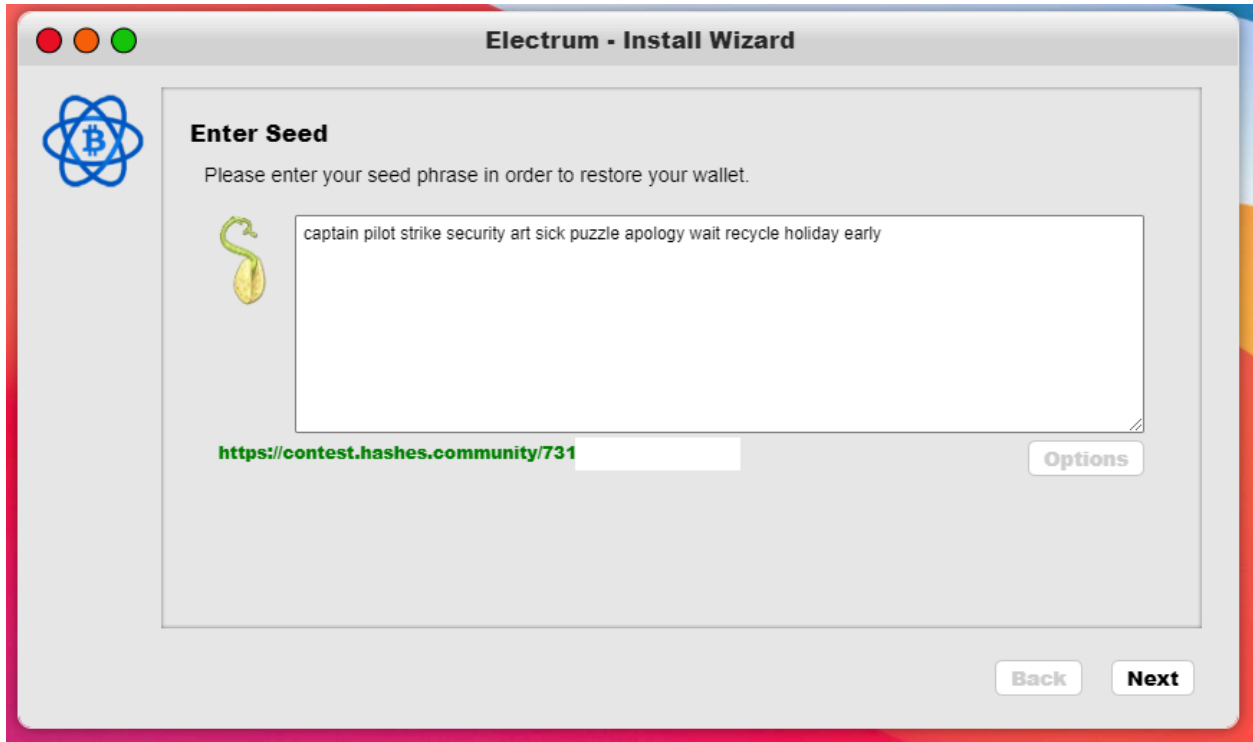 Electrum - Install Wizard
Enter Seed
Please enter your seed phrase in order to restore your wallet.
captain pilot strike security art sick puzzle apology wait recycle holiday early
https://contest.hashes.community/731
Options
Back
Next